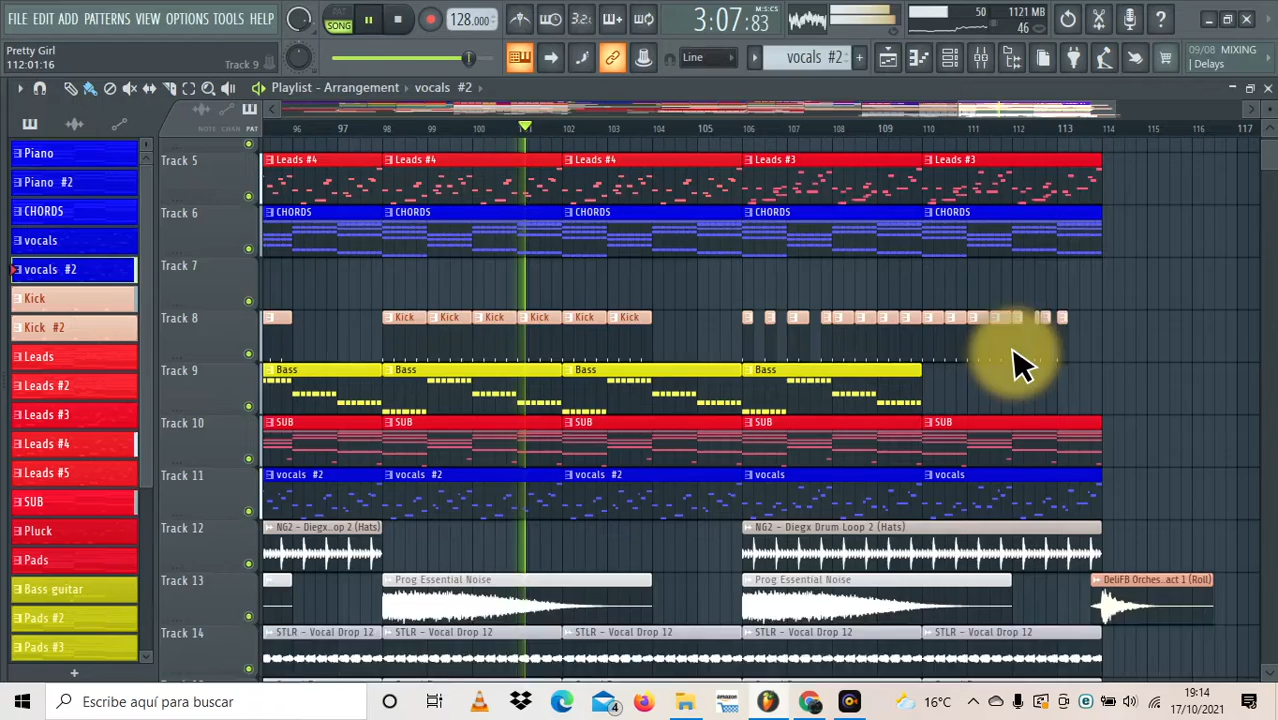 FILE EDIT ADD PATTERNS VIEW OPTIONS TOOLS HELP
PAT
SONG
128.000
3.2
3:07:83
M:S:CS
50
1121 MB
46
Pretty Girl
112:01:16
Track 9
Line
vocals #2
09/08 MIXING
| Delays
Playlist - Arrangement › vocals #2
NOTE CHAN PAT
96 97 98 99 100 102 103 104 105 106 107 108 109 110 111 112 113 114 115 116 117
Piano
Piano #2
CHORDS
vocals
vocals #2
Kick
Kick #2
Leads
Leads #2
Leads #3
Leads #4
Leads #5
SUB
Pluck
Pads
Bass guitar
Pads #2
Pads #3
Track 5
Leads #4 Leads #4 Leads #4 Leads #3 Leads #3
Track 6
CHORDS CHORDS CHORDS CHORDS CHORDS
Track 7
Track 8
Kick Kick Kick Kick Kick Kick
Track 9
Bass Bass Bass Bass
Track 10
SUB SUB SUB SUB SUB
Track 11
vocals #2 vocals #2 vocals #2 vocals vocals
Track 12
NG2 - Diegx..op 2 (Hats) NG2 - Diegx Drum Loop 2 (Hats)
Track 13
Prog Essential Noise Prog Essential Noise DeliFB Orches..act 1 (Roll)
Track 14
STLR - Vocal Drop 12 STLR - Vocal Drop 12 STLR - Vocal Drop 12 STLR - Vocal Drop 12 STLR - Vocal Drop 12
Escribe aquí para buscar
amazon
4
16°C
19:14
17/10/2021